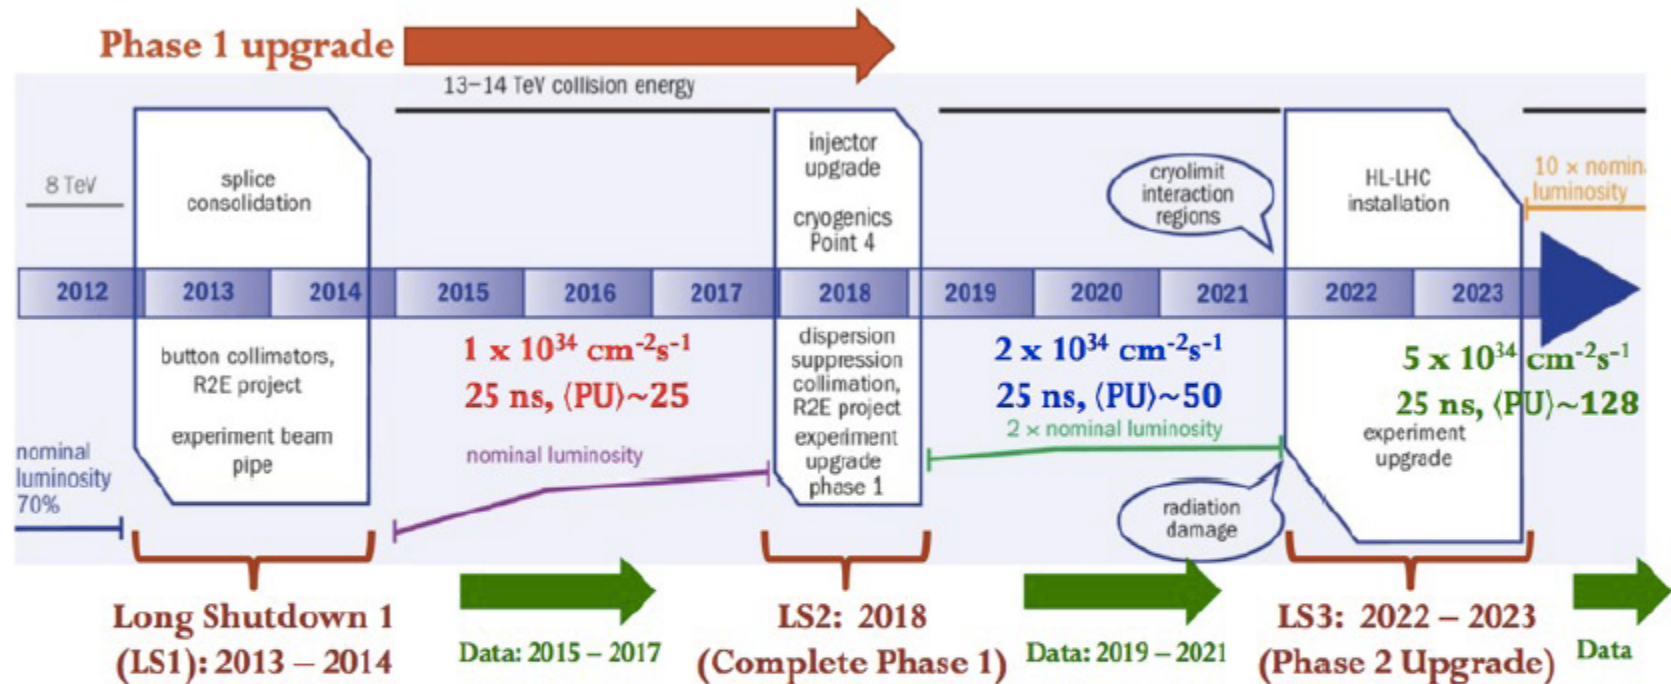 Phase 1 upgrade
13–14 TeV collision energy
8 TeV
splice
consolidation
injector
upgrade
cryogenics
Point 4
cryolimit
interaction
regions
HL-LHC
installation
10 × nomin
luminosity
2012 2013 2014 2015 2016 2017 2018 2019 2020 2021 2022 2023
button collimators,
R2E project
experiment beam
pipe
1 x 10³⁴ cm⁻²s⁻¹
25 ns, ⟨PU⟩~25
dispersion
suppression
collimation,
R2E project
experiment
upgrade
phase 1
2 x 10³⁴ cm⁻²s⁻¹
25 ns, ⟨PU⟩~50
5 x 10³⁴ cm⁻²s⁻¹
25 ns, ⟨PU⟩~128
experiment
upgrade
nominal
luminosity
70%
nominal luminosity
2 × nominal luminosity
radiation
damage
Long Shutdown 1
(LS1): 2013 – 2014
Data: 2015 – 2017
LS2: 2018
(Complete Phase 1)
Data: 2019 – 2021
LS3: 2022 – 2023
(Phase 2 Upgrade)
Data